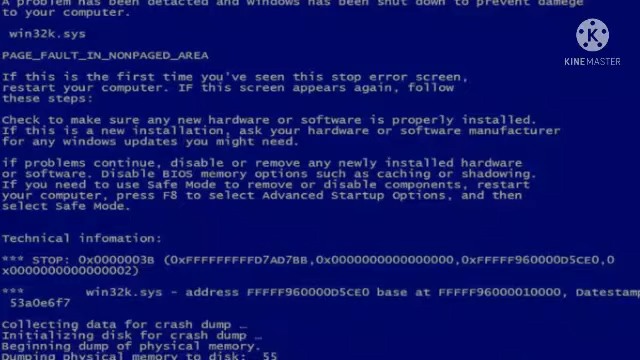 A problem has been detacted and windows has been shut down to prevent damege
to your computer.
win32k.sys
PAGE_FAULT_IN_NONPAGED_AREA
If this is the first time you've seen this stop error screen,
restart your computer. IF this screen appears again, follow
these steps:
Check to make sure any new hardware or software is properly installed.
If this is a new installation, ask your hardware or software manufacturer
for any windows updates you might need.
if problems continue, disable or remove any newly installed hardware
or software. Disable BIOS memory options such as caching or shadowing.
If you need to use Safe Mode to remove or disable components, restart
your computer, press F8 to select Advanced Startup Options, and then
select Safe Mode.
Technical infomation:
*** STOP: 0x0000003B (0xFFFFFFFFFD7AD7BB,0x0000000000000000,0xFFFFF960000D5CE0,0
x0000000000000002)
*** win32k.sys - address FFFFF960000D5CE0 base at FFFFF96000010000, Datestamp
53a0e6f7
Collecting data for crash dump …
Initializing disk for crash dump …
Beginning dump of physical memory.
Dumping physical memory to disk: 55
KINEMASTER